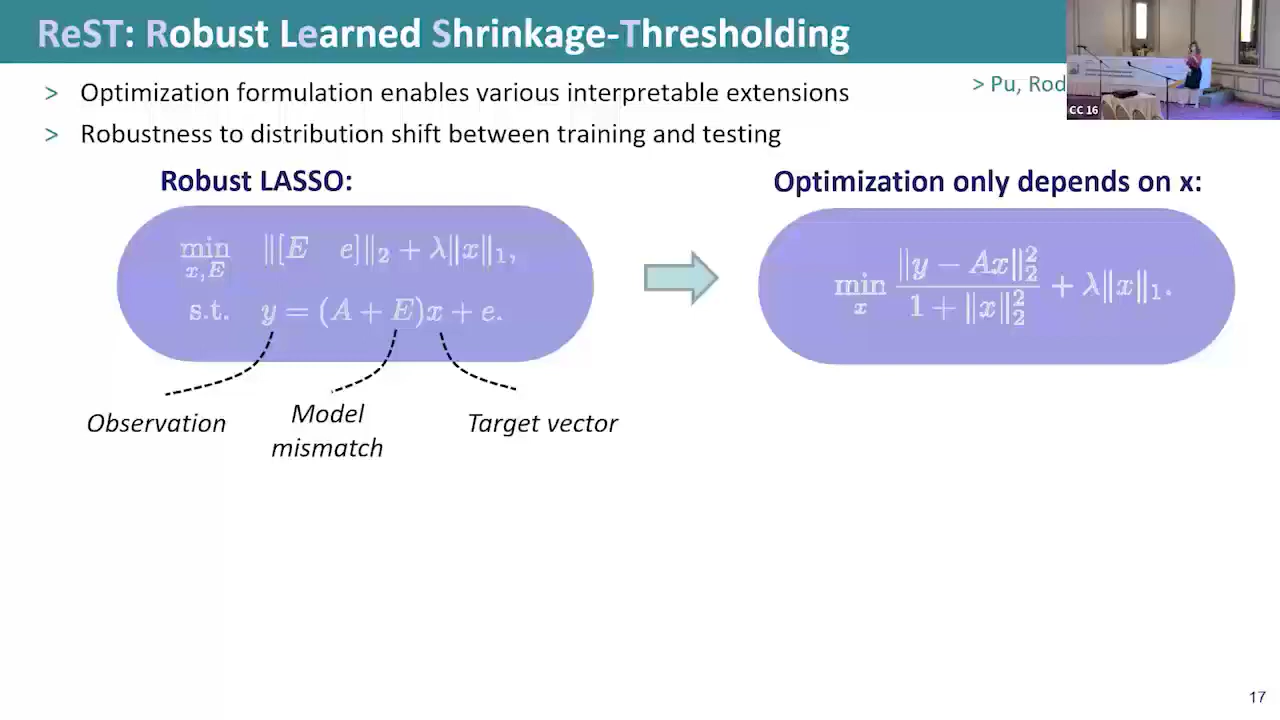 ReST: Robust Learned Shrinkage-Thresholding
> Optimization formulation enables various interpretable extensions
> Pu, Rod
CC 16
> Robustness to distribution shift between training and testing
Robust LASSO:
min_{x,E} ‖[E e]‖₂ + λ‖x‖₁,
s.t. y = (A + E)x + e.
Observation
Model mismatch
Target vector
Optimization only depends on x:
min_x ‖y − Ax‖₂² / (1 + ‖x‖₂²) + λ‖x‖₁.
17